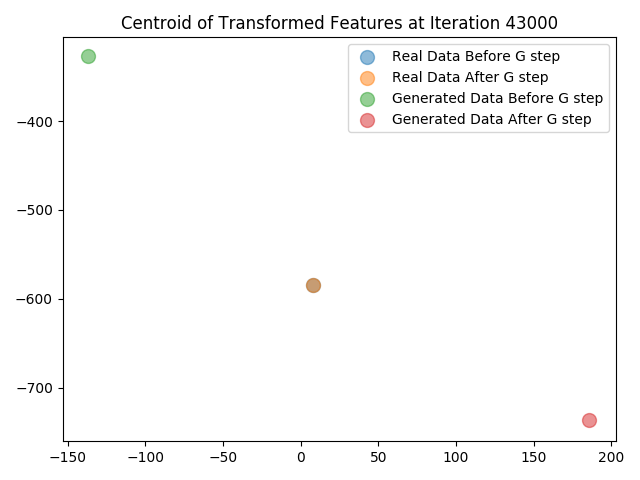 Centroid of Transformed Features at Iteration 43000
Real Data Before G step
Real Data After G step
Generated Data Before G step
Generated Data After G step
−400
−500
−600
−700
−150
−100
−50
0
50
100
150
200